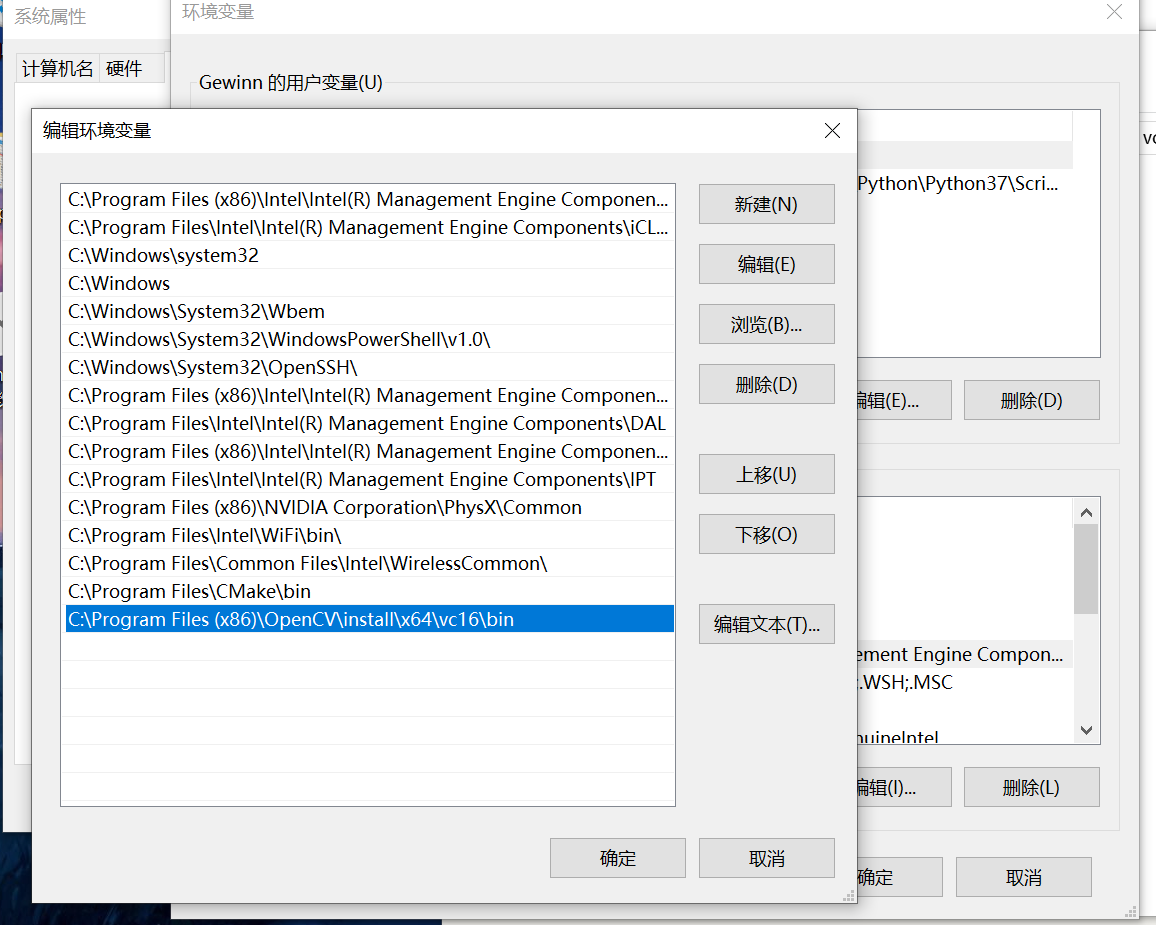 系统属性
环境变量
计算机名
硬件
Gewinn 的用户变量(U)
编辑环境变量
Python\Python37\Scri...
C:\Program Files (x86)\Intel\Intel(R) Management Engine Componen...
C:\Program Files\Intel\Intel(R) Management Engine Components\iCL...
C:\Windows\system32
C:\Windows
C:\Windows\System32\Wbem
C:\Windows\System32\WindowsPowerShell\v1.0\
C:\Windows\System32\OpenSSH\
C:\Program Files (x86)\Intel\Intel(R) Management Engine Componen...
C:\Program Files\Intel\Intel(R) Management Engine Components\DAL
C:\Program Files (x86)\Intel\Intel(R) Management Engine Componen...
C:\Program Files\Intel\Intel(R) Management Engine Components\IPT
C:\Program Files (x86)\NVIDIA Corporation\PhysX\Common
C:\Program Files\Intel\WiFi\bin\
C:\Program Files\Common Files\Intel\WirelessCommon\
C:\Program Files\CMake\bin
C:\Program Files (x86)\OpenCV\install\x64\vc16\bin
新建(N)
编辑(E)
浏览(B)...
删除(D)
上移(U)
下移(O)
编辑文本(T)...
确定
取消
编辑(E)...
删除(D)
ement Engine Compon...
;.WSH;.MSC
nuineIntel
编辑(I)...
删除(L)
确定
取消